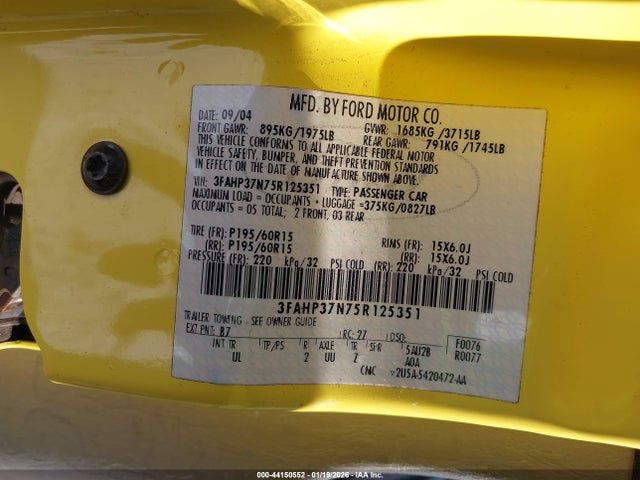 MFD. BY FORD MOTOR CO.
DATE: 09/04 GVWR: 1685KG /3715LB
FRONT GAWR: 895KG/1975LB REAR GAWR: 791KG /1745LB
THIS VEHICLE CONFORMS TO ALL APPLICABLE FEDERAL MOTOR
VEHICLE SAFETY, BUMPER, AND THEFT PREVENTION STANDARDS
IN EFFECT ON THE DATE OF MANUFACTURE SHOWN ABOVE.
VIN: 3FAHP37N75R125351 TYPE: PASSENGER CAR
MAXIMUM LOAD = OCCUPANTS + LUGGAGE =375KG/0827LB
OCCUPANTS = 05 TOTAL; 2 FRONT, 03 REAR
TIRE (FR): P195/60R15 RIMS (FR): 15X6.0J
(RR): P195/60R15 (RR): 15X6.0J
PRESSURE (FR): 220 kPa/32 PSI COLD (RR): 220 kPa/32 PSI COLD
3FAHP37N75R125351
TRAILER TOWING - SEE OWNER GUIDE
EXT PNT: B7 RC: 27 DSO: F0076
INT TR TP/PS R AXLE TR SPR 5AU2B R0077
UL 2 UU Z AOA
CMC 2U5A-5420472-AA
000-44150552 - 01/19/2026 - IAA Inc.